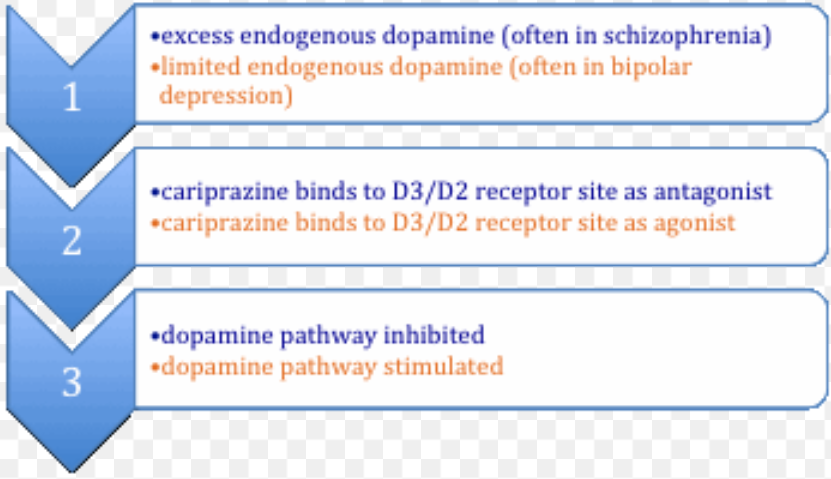 1
•excess endogenous dopamine (often in schizophrenia)
•limited endogenous dopamine (often in bipolar
depression)
2
•cariprazine binds to D3/D2 receptor site as antagonist
•cariprazine binds to D3/D2 receptor site as agonist
3
•dopamine pathway inhibited
•dopamine pathway stimulated